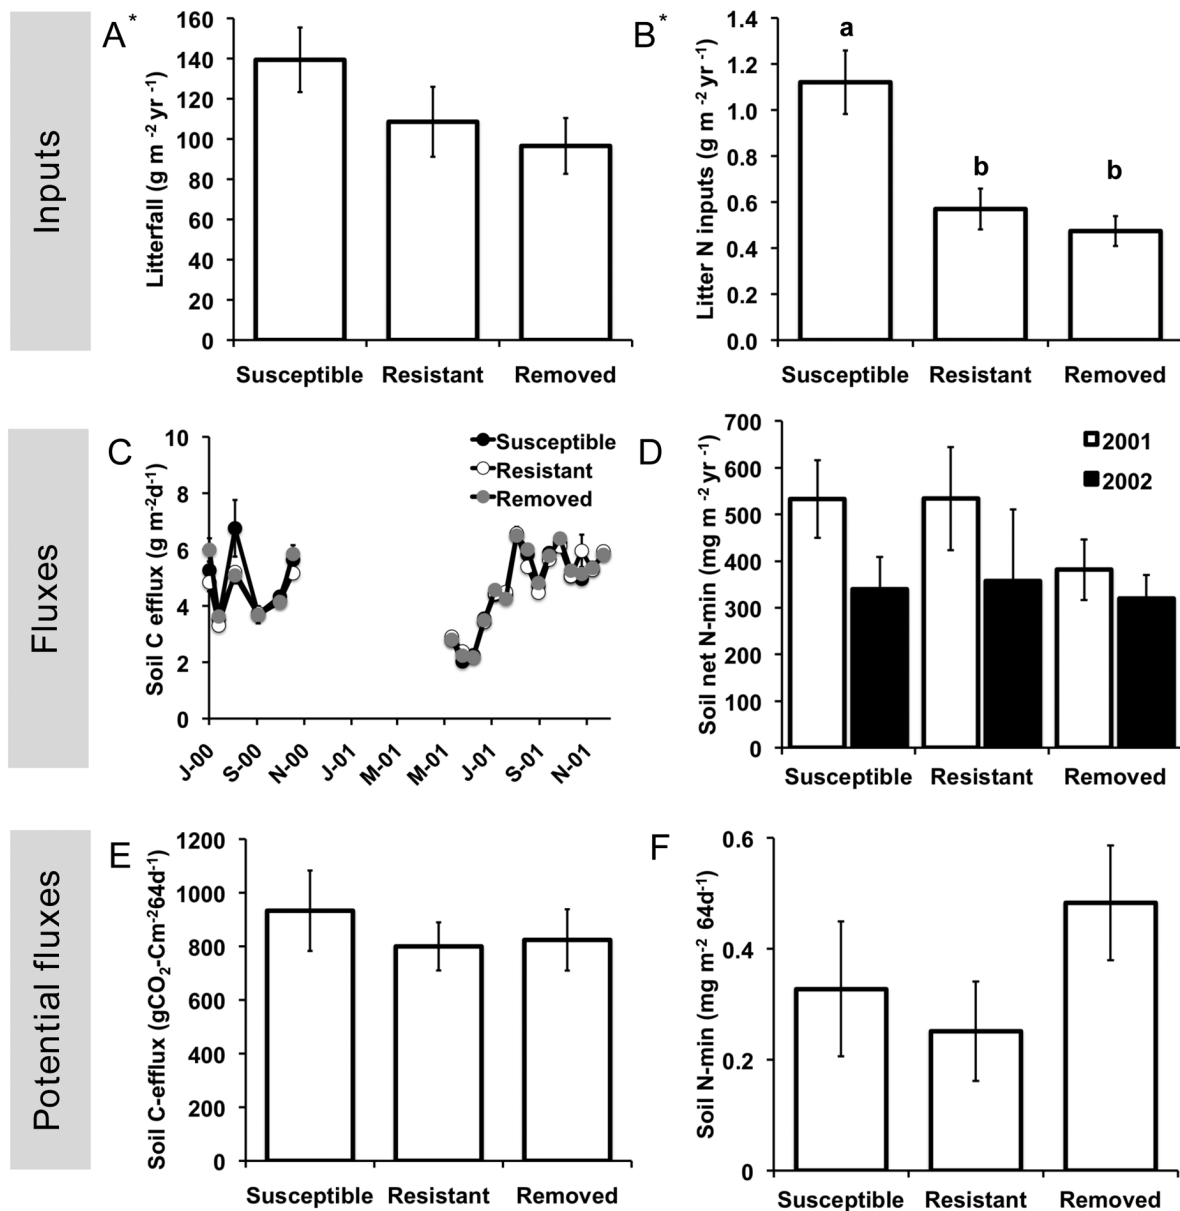 Inputs
A*
Litterfall (g m -2 yr -1)
160
140
120
100
80
60
40
20
0
Susceptible Resistant Removed
B*
Litter N inputs (g m -2 yr -1)
1.4
1.2
1.0
0.8
0.6
0.4
0.2
0.0
a
b
b
Susceptible Resistant Removed
Fluxes
C
Soil C efflux (g m-2d-1)
10
8
6
4
2
0
Susceptible
Resistant
Removed
J-00 S-00 N-00 J-01 M-01 M-01 J-01 S-01 N-01
D
Soil net N-min (mg m -2 yr -1)
700
600
500
400
300
200
100
0
2001
2002
Susceptible Resistant Removed
Potential fluxes
E
Soil C-efflux (gCO2-Cm-264d-1)
1200
1000
800
600
400
200
0
Susceptible Resistant Removed
F
Soil N-min (mg m-2 64d-1)
0.6
0.4
0.2
0
Susceptible Resistant Removed